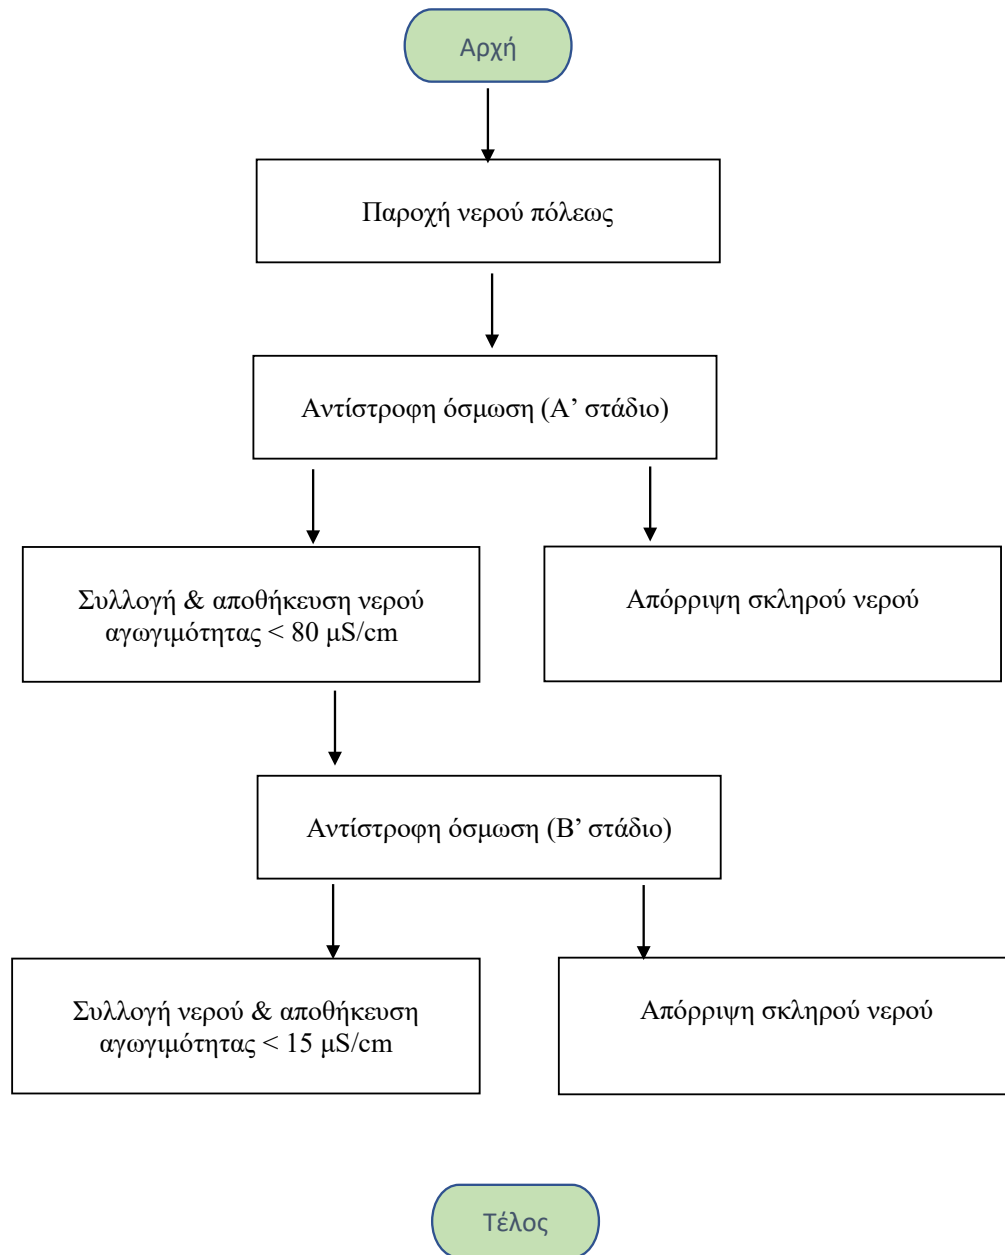 Αρχή
Παροχή νερού πόλεως
Αντίστροφη όσμωση (Α’ στάδιο)
Συλλογή & αποθήκευση νερού
αγωγιμότητας < 80 μS/cm
Απόρριψη σκληρού νερού
Αντίστροφη όσμωση (Β’ στάδιο)
Συλλογή νερού & αποθήκευση
αγωγιμότητας < 15 μS/cm
Απόρριψη σκληρού νερού
Τέλος